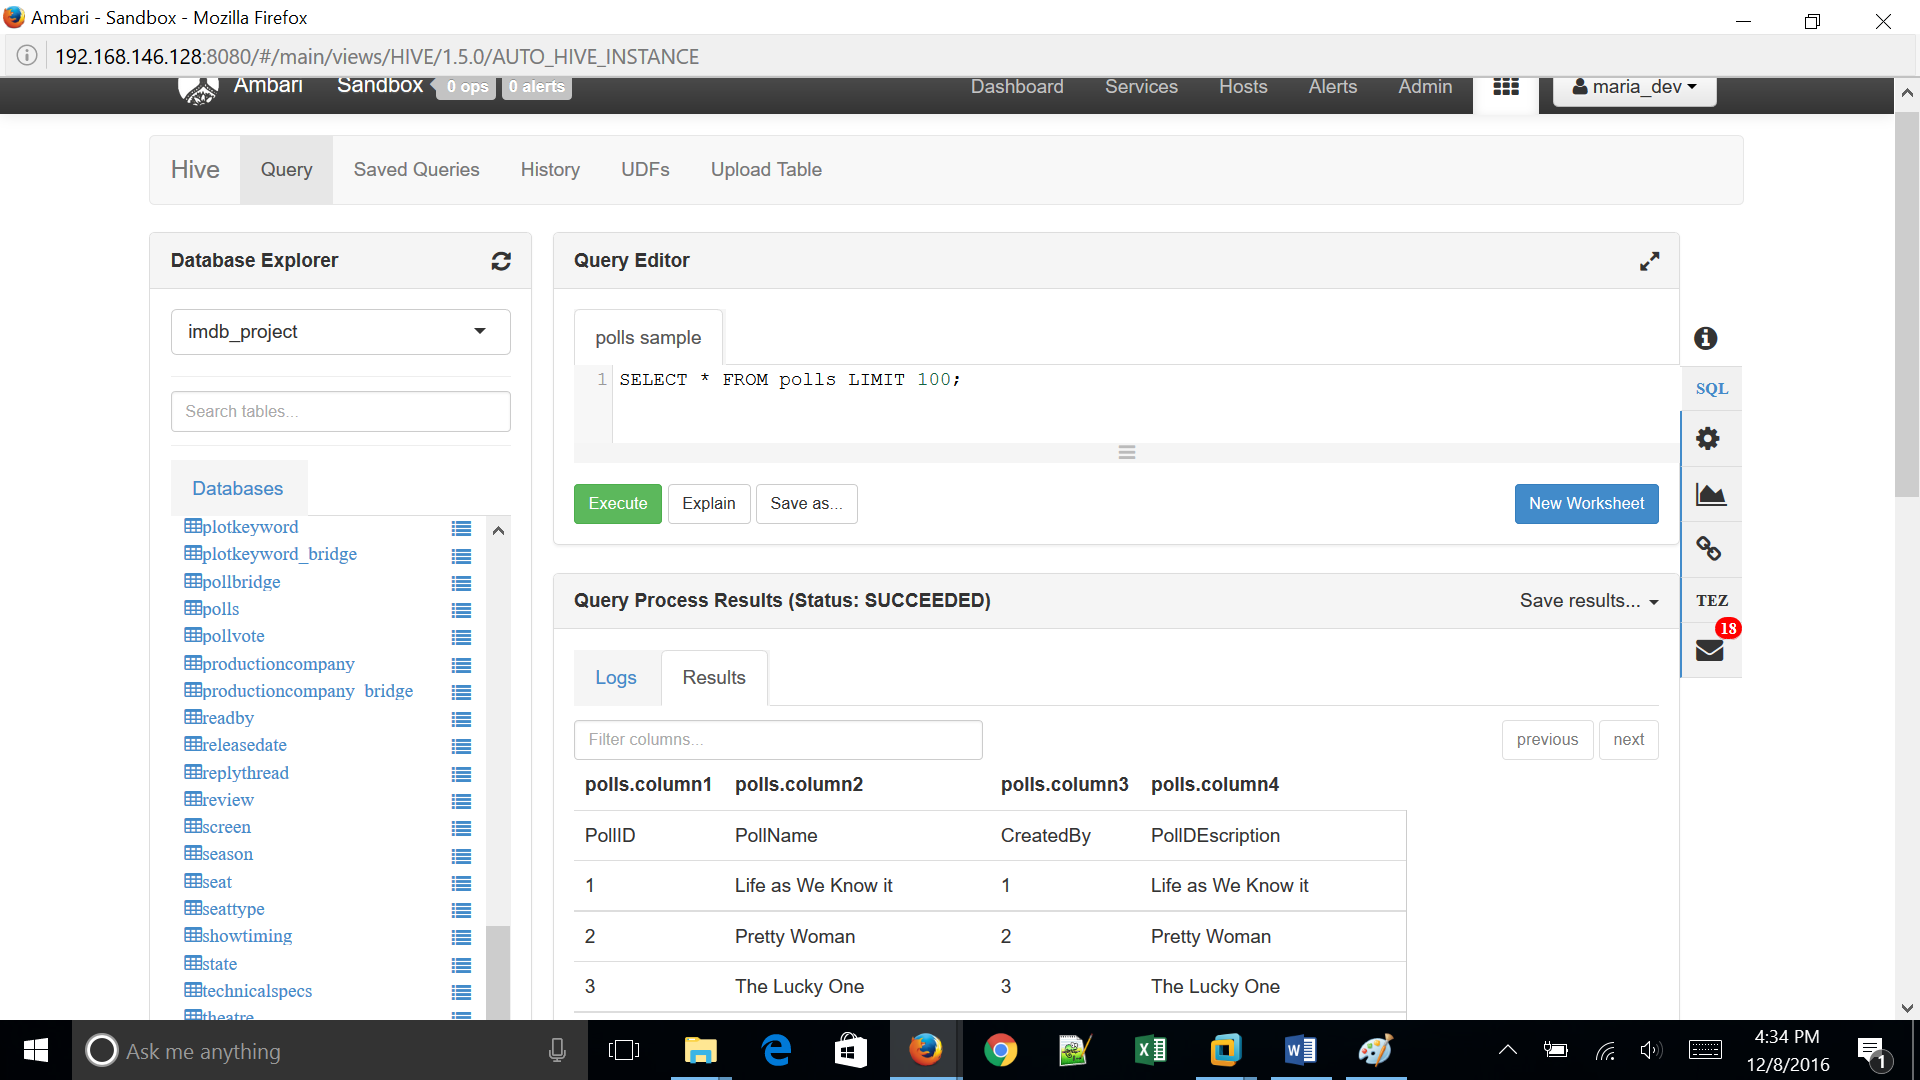 Ambari - Sandbox - Mozilla Firefox
192.168.146.128:8080/#/main/views/HIVE/1.5.0/AUTO_HIVE_INSTANCE
Ambari Sandbox 0 ops 0 alerts Dashboard Services Hosts Alerts Admin maria_dev
Hive Query Saved Queries History UDFs Upload Table
Database Explorer
imdb_project
Search tables...
Databases
plotkeyword
plotkeyword_bridge
pollbridge
polls
pollvote
productioncompany
productioncompany_bridge
readby
releasedate
replythread
review
screen
season
seat
seattype
showtiming
state
technicalspecs
theatre
Query Editor
polls sample
1 SELECT * FROM polls LIMIT 100;
Execute Explain Save as... New Worksheet
SQL
TEZ
18
Query Process Results (Status: SUCCEEDED) Save results...
Logs Results
Filter columns... previous next
polls.column1 polls.column2 polls.column3 polls.column4
PollID PollName CreatedBy PollDEscription
1 Life as We Know it 1 Life as We Know it
2 Pretty Woman 2 Pretty Woman
3 The Lucky One 3 The Lucky One
Ask me anything
4:34 PM
12/8/2016
1